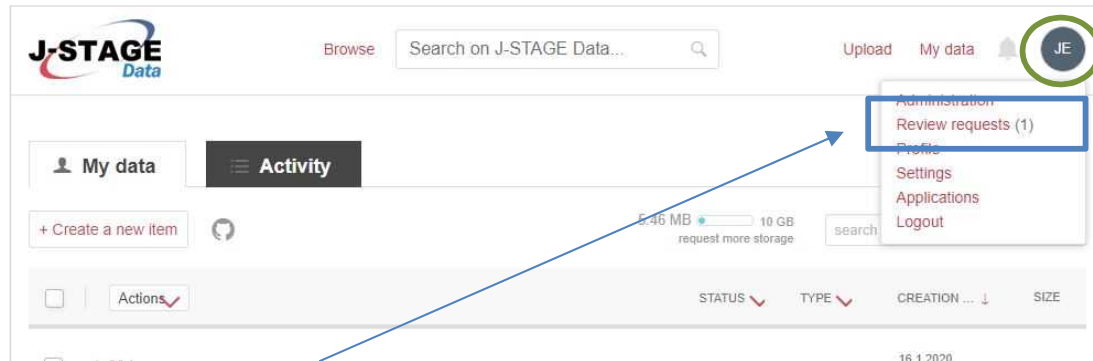 J-STAGE
Data
Browse
Search on J-STAGE Data...
Upload
My data
JE
Administration
Review requests (1)
Profile
Settings
Applications
Logout
My data
Activity
+ Create a new item
5.46 MB
10 GB
request more storage
search
Actions
STATUS
TYPE
CREATION ... ↓
SIZE
16.1.2020